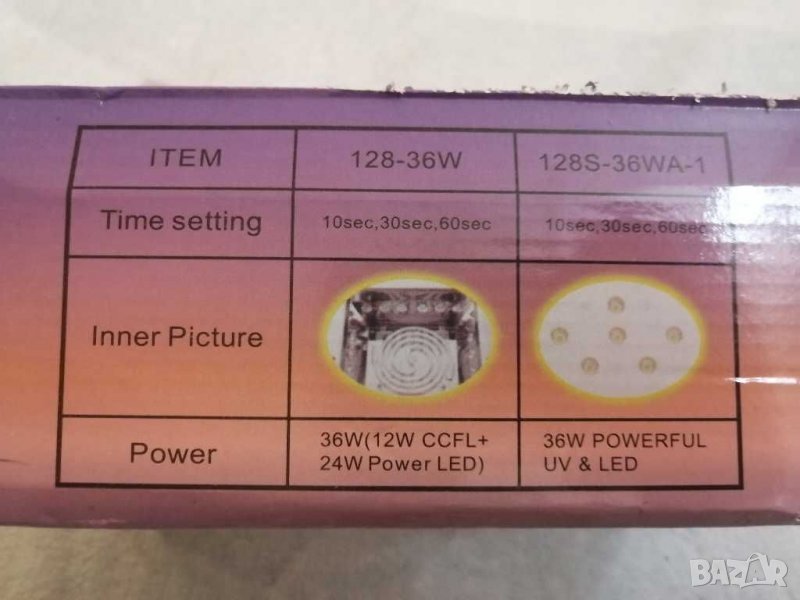 ITEM 128-36W 128S-36WA-1
Time setting 10sec,30sec,60sec 10sec,30sec,60sec
Inner Picture
Power 36W(12W CCFL+ 36W POWERFUL
24W Power LED) UV & LED
BAZAR